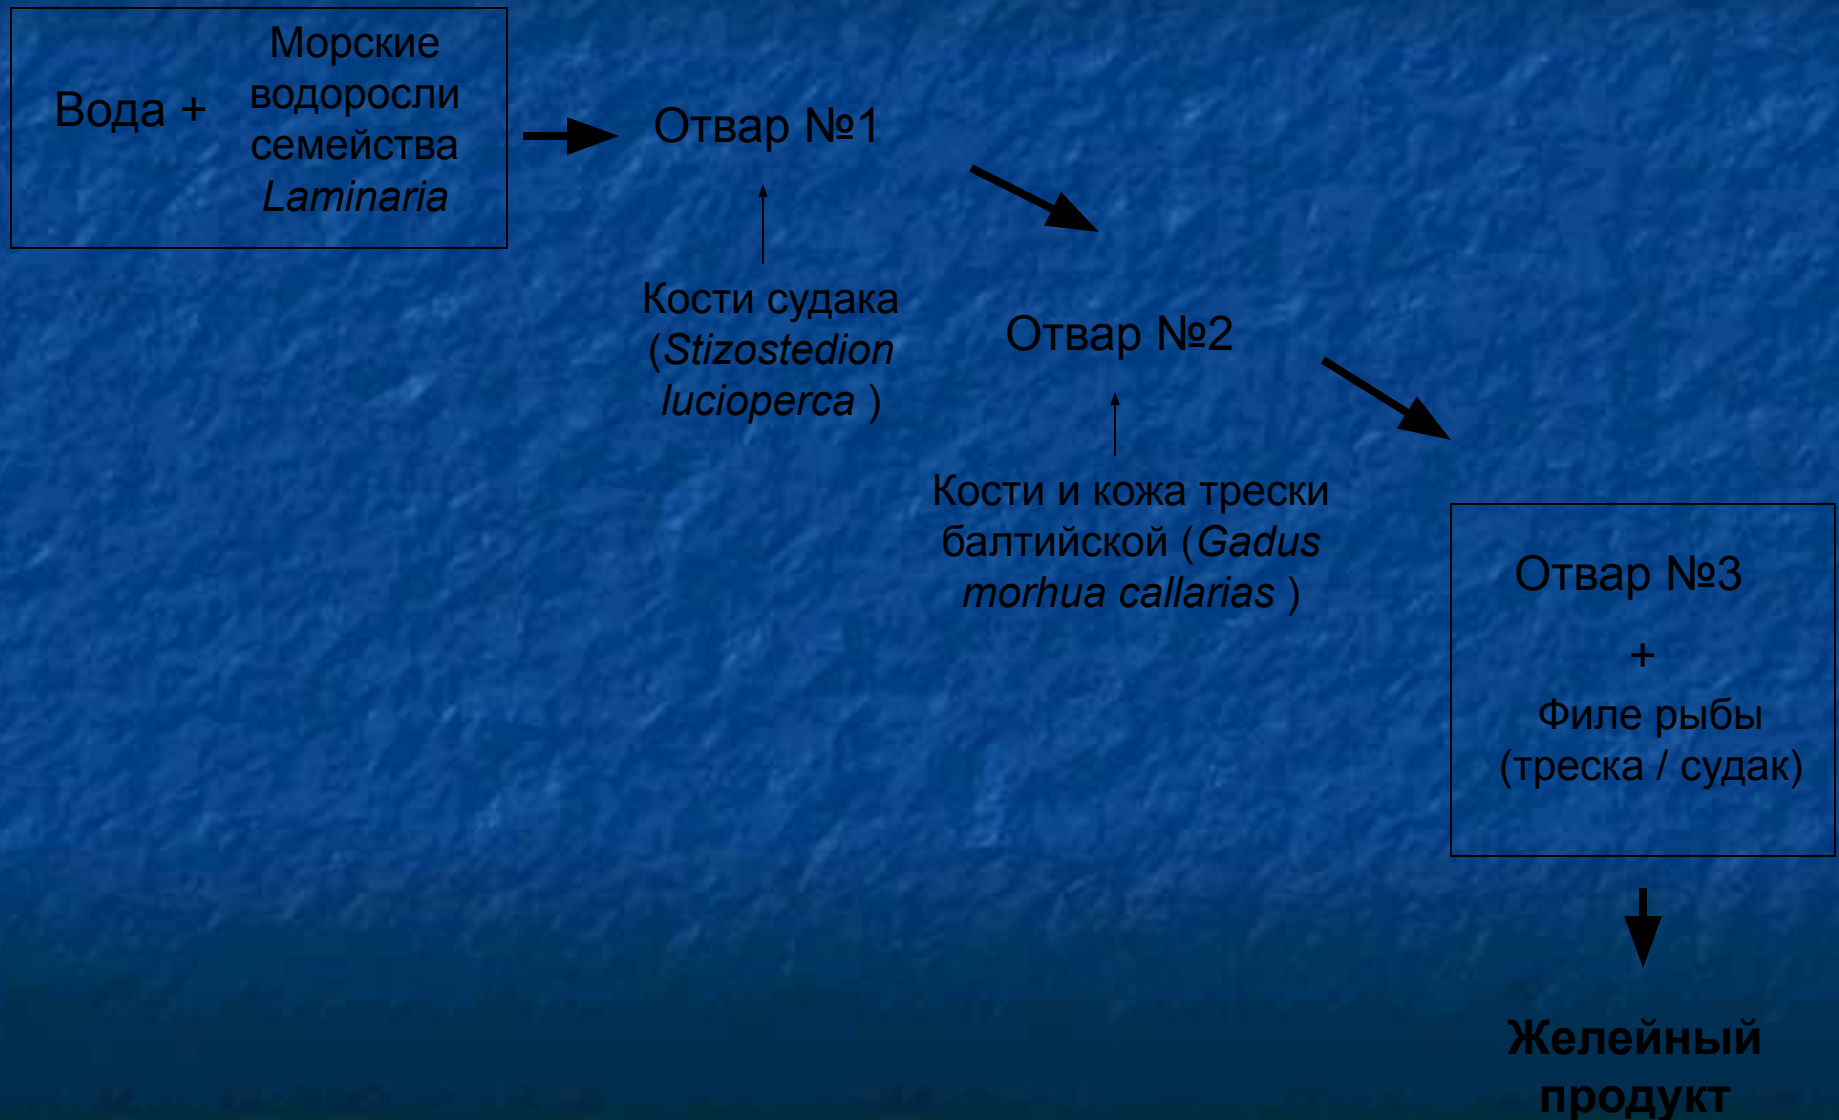 Вода +
Морские
водоросли
семейства
Laminaria
Отвар №1
Кости судака
(Stizostedion
lucioperca )
Отвар №2
Кости и кожа трески
балтийской (Gadus
morhua callarias )
Отвар №3
+
Филе рыбы
(треска / судак)
Желейный
продукт